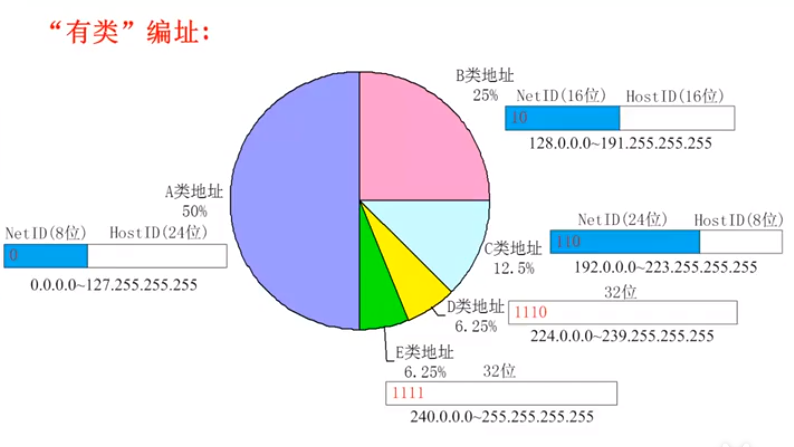 “有类”编址:
B类地址
25%
NetID(16位) HostID(16位)
10
128.0.0.0~191.255.255.255
A类地址
50%
NetID(8位) HostID(24位)
0
0.0.0.0~127.255.255.255
NetID(24位) HostID(8位)
110
192.0.0.0~223.255.255.255
C类地址
12.5%
32位
1110
224.0.0.0~239.255.255.255
D类地址
6.25%
E类地址
6.25%
32位
1111
240.0.0.0~255.255.255.255